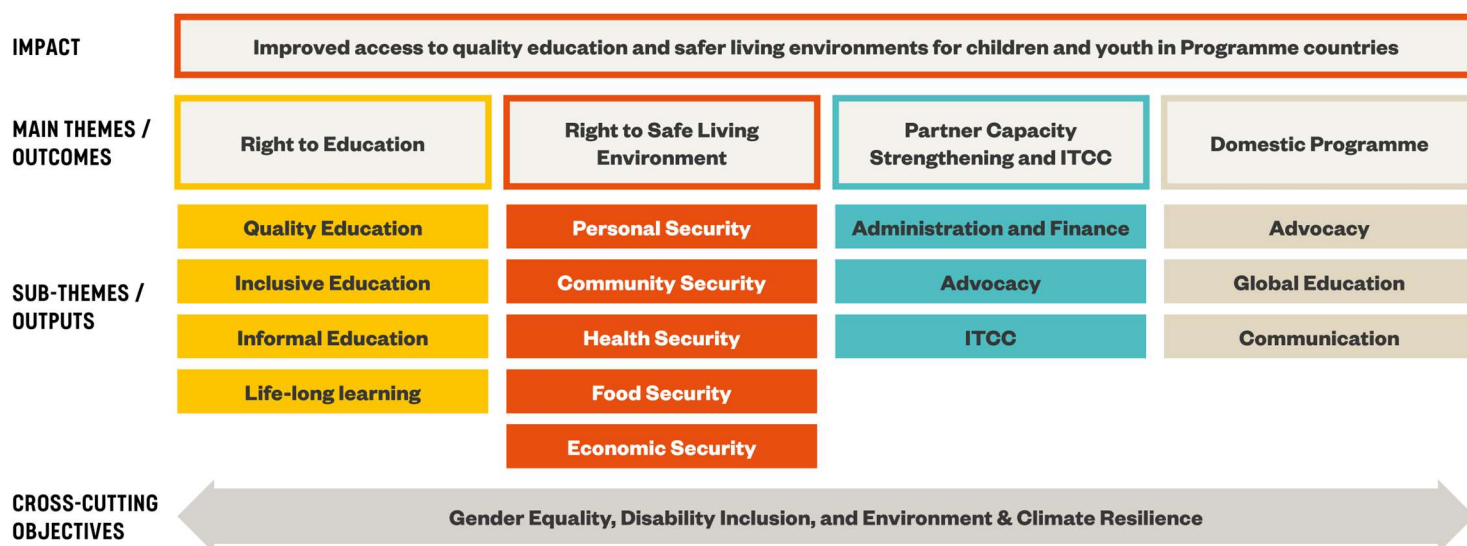 IMPACT
Improved access to quality education and safer living environments for children and youth in Programme countries
MAIN THEMES /
OUTCOMES
Right to Education
Right to Safe Living
Environment
Partner Capacity
Strengthening and ITCC
Domestic Programme
SUB-THEMES /
OUTPUTS
Quality Education
Inclusive Education
Informal Education
Life-long learning
Personal Security
Community Security
Health Security
Food Security
Economic Security
Administration and Finance
Advocacy
ITCC
Advocacy
Global Education
Communication
CROSS-CUTTING
OBJECTIVES
Gender Equality, Disability Inclusion, and Environment & Climate Resilience